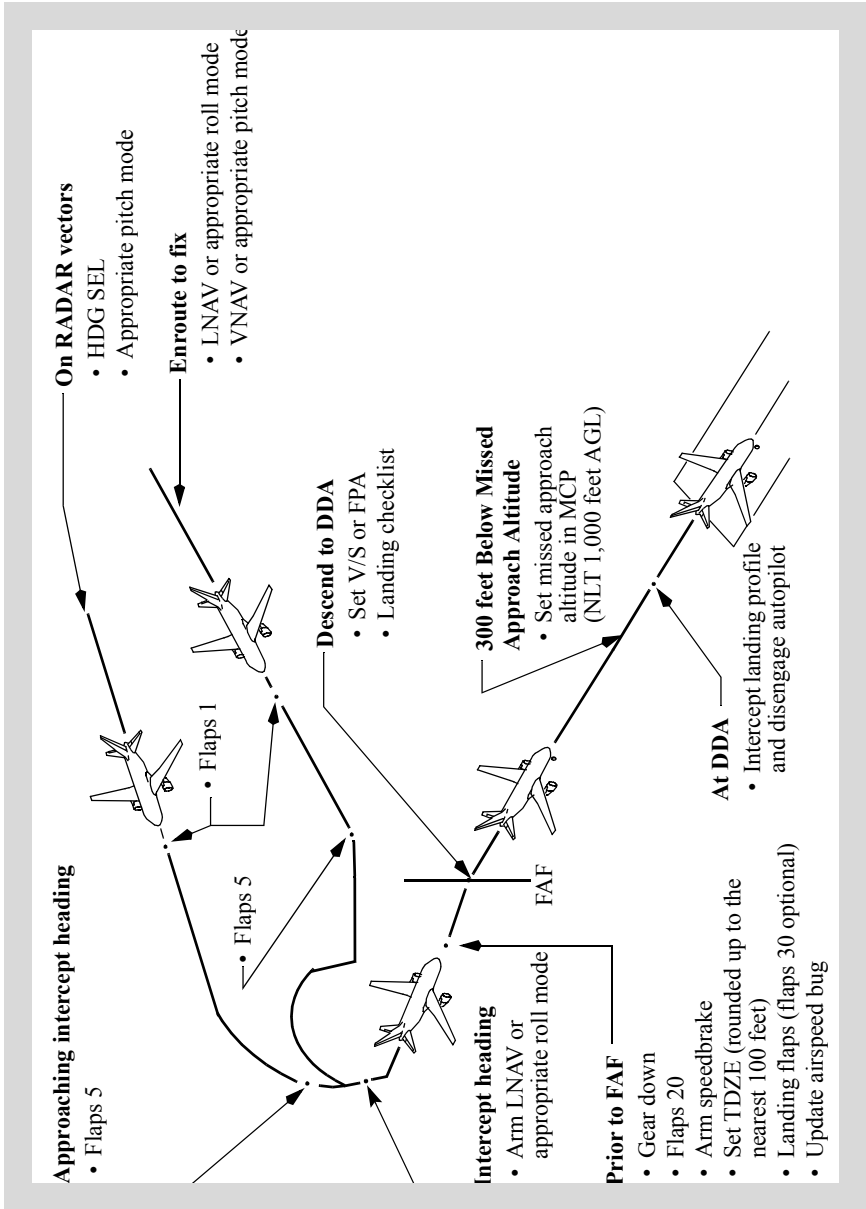 On RADAR vectors
• HDG SEL
• Appropriate pitch mode
Enroute to fix
• LNAV or appropriate roll mode
• VNAV or appropriate pitch mode
Approaching intercept heading
• Flaps 5
• Flaps 1
• Flaps 5
Descend to DDA
• Set V/S or FPA
• Landing checklist
Intercept heading
• Arm LNAV or
appropriate roll mode
FAF
300 feet Below Missed
Approach Altitude
• Set missed approach
altitude in MCP
(NLT 1,000 feet AGL)
Prior to FAF
• Gear down
• Flaps 20
• Arm speedbrake
• Set TDZE (rounded up to the
nearest 100 feet)
• Landing flaps (flaps 30 optional)
• Update airspeed bug
At DDA
• Intercept landing profile
and disengage autopilot